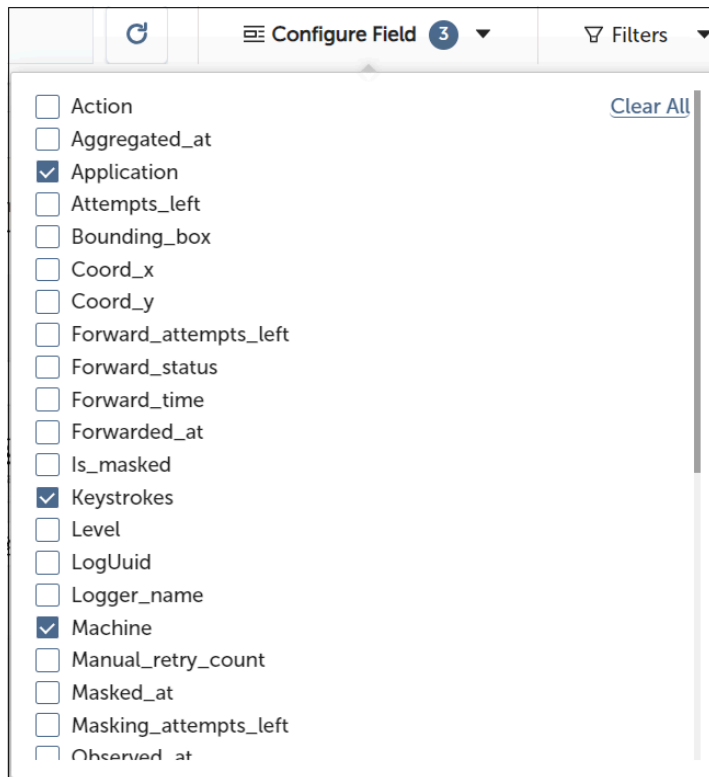 Configure Field 3 Filters
Action Clear All
Aggregated_at
Application
Attempts_left
Bounding_box
Coord_x
Coord_y
Forward_attempts_left
Forward_status
Forward_time
Forwarded_at
Is_masked
Keystrokes
Level
LogUuid
Logger_name
Machine
Manual_retry_count
Masked_at
Masking_attempts_left
Observed_at